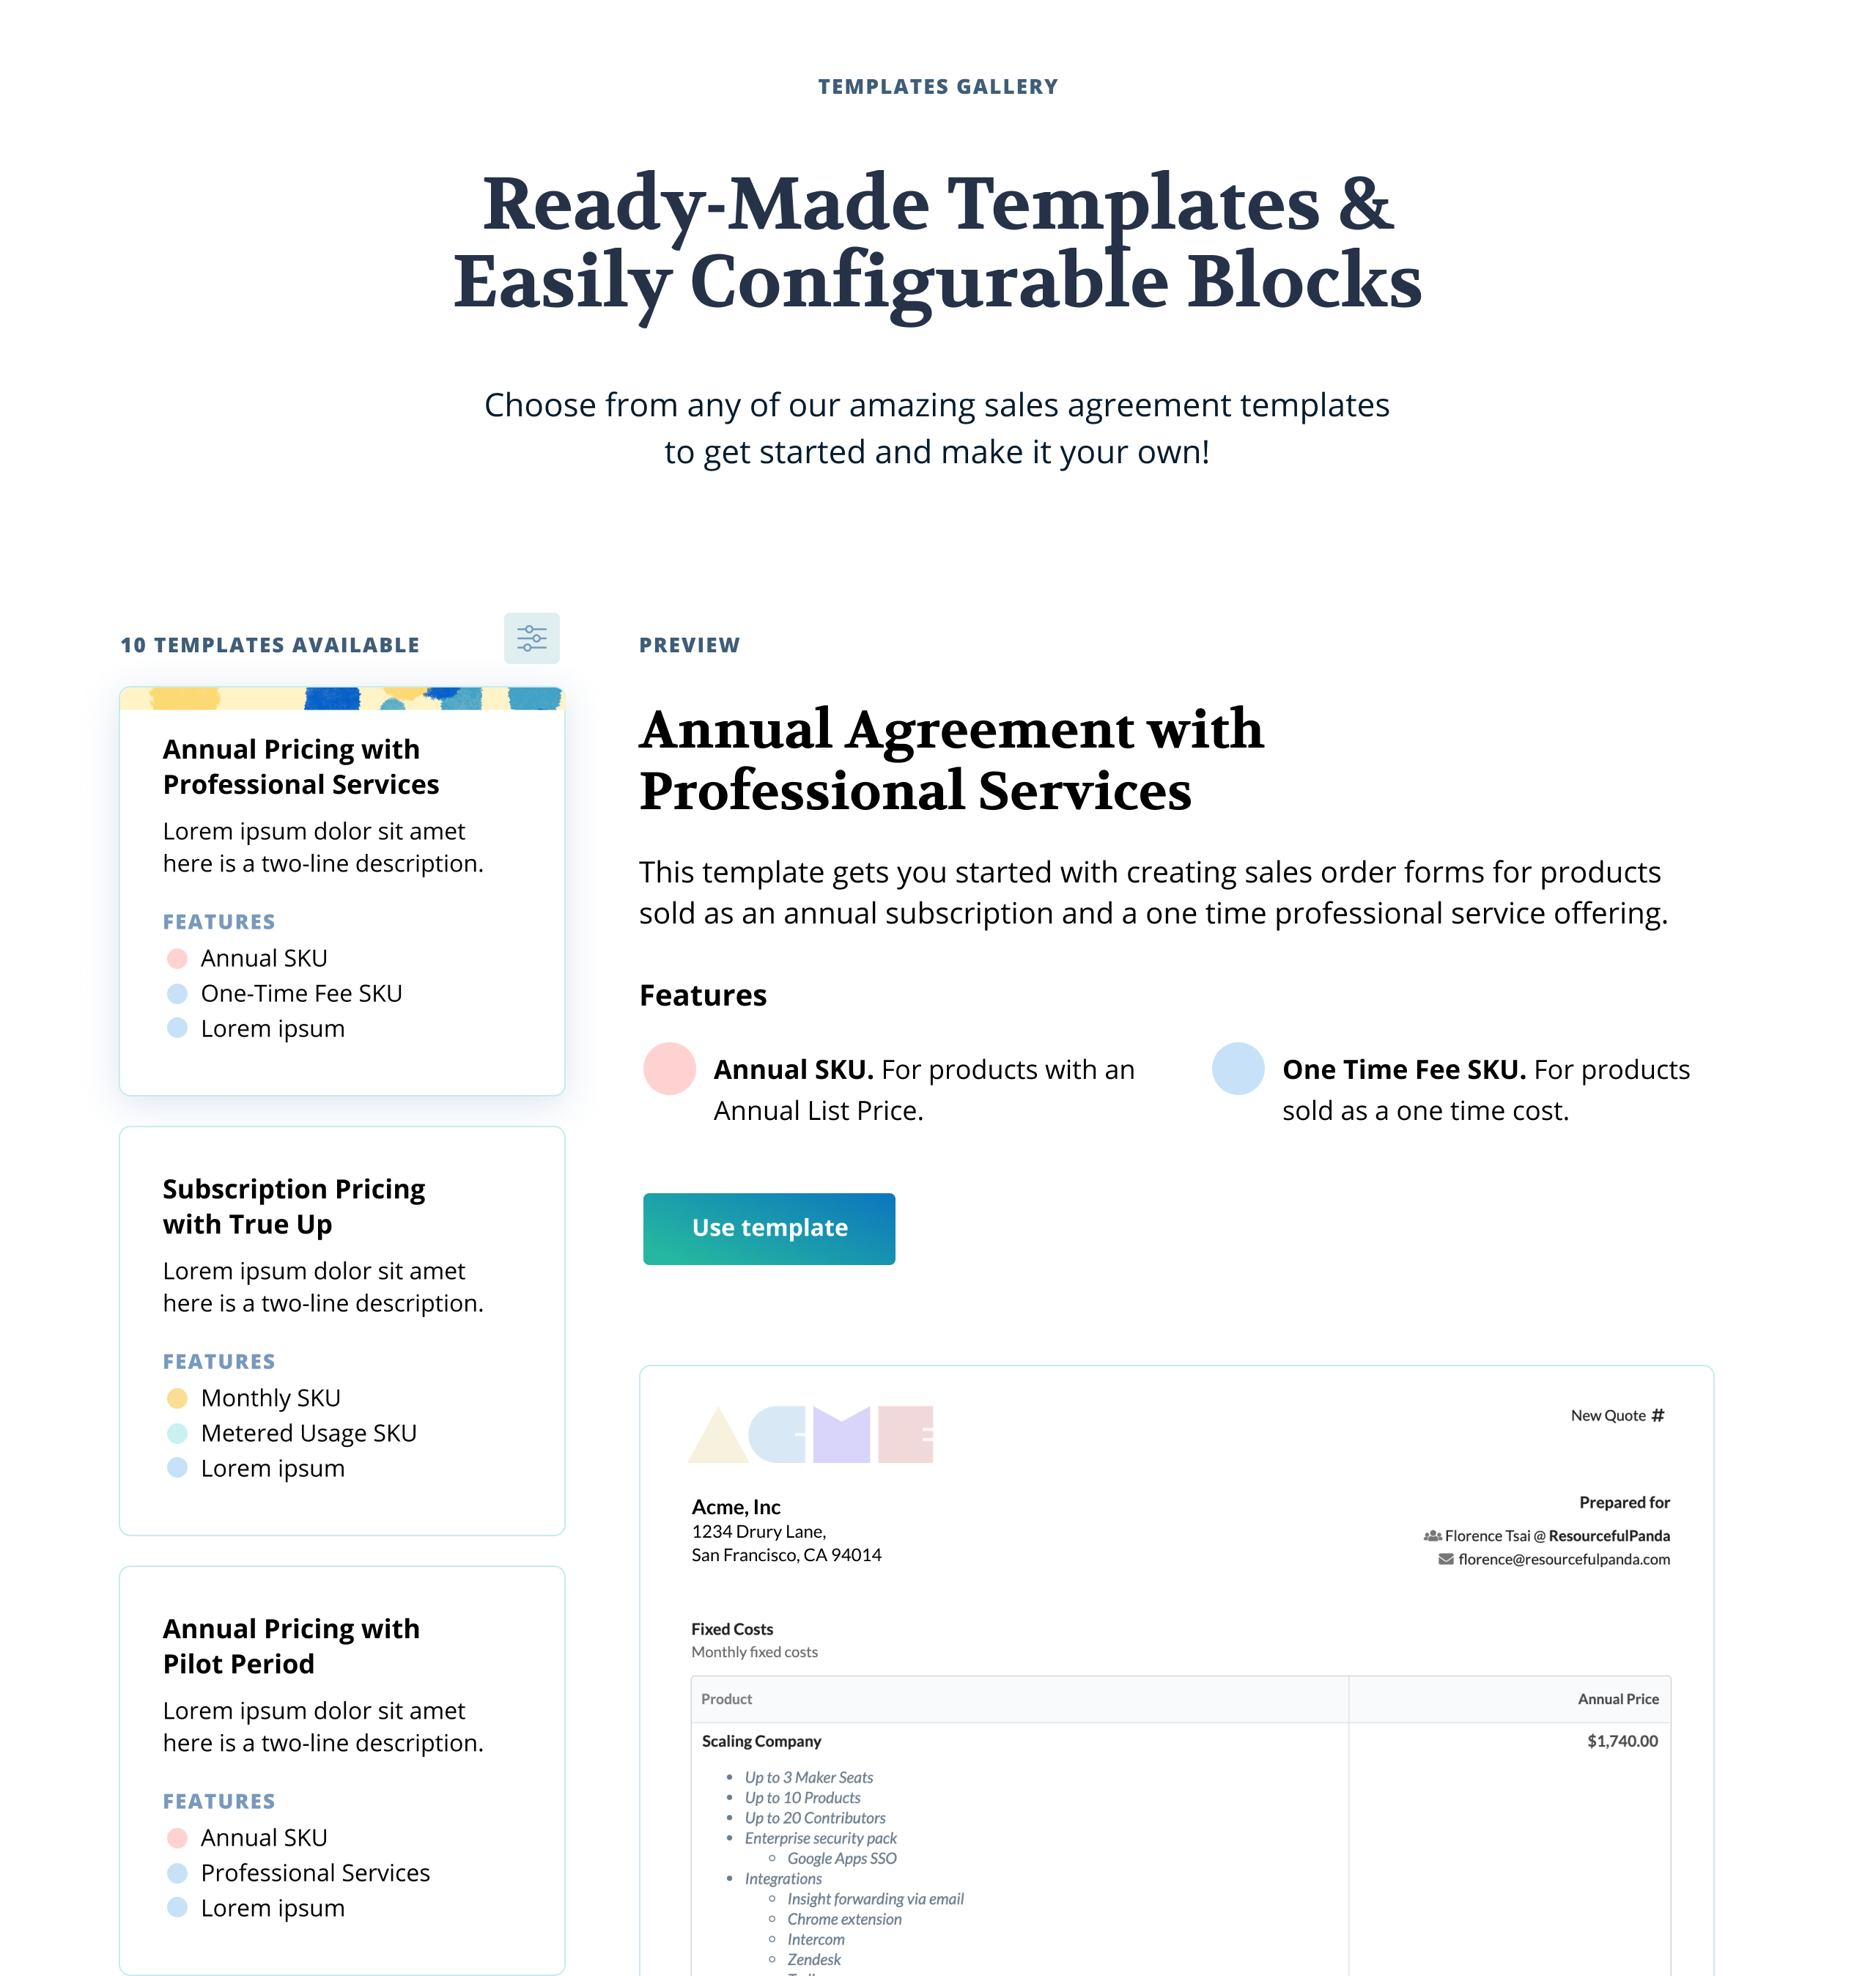 TEMPLATES GALLERY
Ready-Made Templates &
Easily Configurable Blocks
Choose from any of our amazing sales agreement templates
to get started and make it your own!
10 TEMPLATES AVAILABLE
Annual Pricing with
Professional Services
Lorem ipsum dolor sit amet
here is a two-line description.
FEATURES
Annual SKU
One-Time Fee SKU
Lorem ipsum
Subscription Pricing
with True Up
Lorem ipsum dolor sit amet
here is a two-line description.
FEATURES
Monthly SKU
Metered Usage SKU
Lorem ipsum
Annual Pricing with
Pilot Period
Lorem ipsum dolor sit amet
here is a two-line description.
FEATURES
Annual SKU
Professional Services
Lorem ipsum
PREVIEW
Annual Agreement with
Professional Services
This template gets you started with creating sales order forms for products
sold as an annual subscription and a one time professional service offering.
Features
Annual SKU. For products with an
Annual List Price.
One Time Fee SKU. For products
sold as a one time cost.
Use template
ACME
New Quote #
Acme, Inc
1234 Drury Lane,
San Francisco, CA 94014
Prepared for
Florence Tsai @ ResourcefulPanda
florence@resourcefulpanda.com
Fixed Costs
Monthly fixed costs
Product Annual Price
Scaling Company $1,740.00
Up to 3 Maker Seats
Up to 10 Products
Up to 20 Contributors
Enterprise security pack
Google Apps SSO
Integrations
Insight forwarding via email
Chrome extension
Intercom
Zendesk